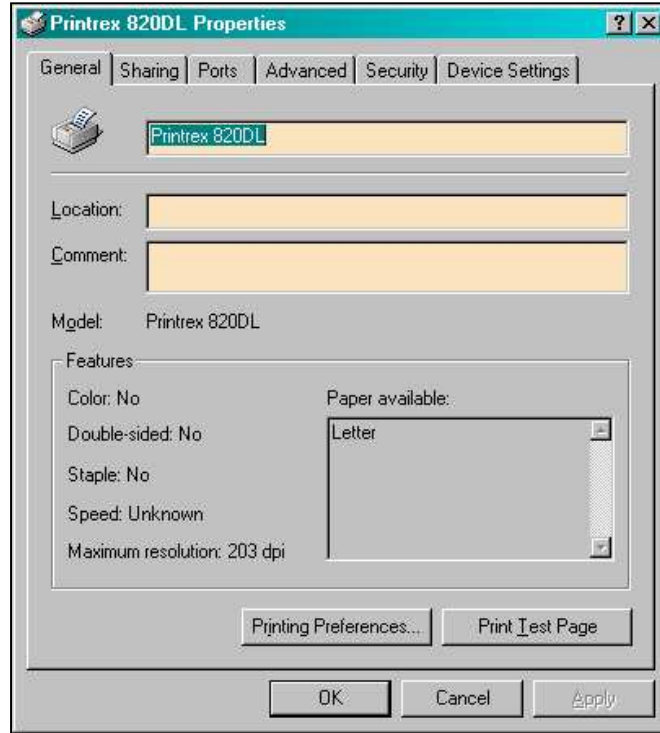 Printrex 820DL Properties
? ×
General Sharing Ports Advanced Security Device Settings
Printrex 820DL
Location:
Comment:
Model: Printrex 820DL
Features
Color: No
Paper available:
Double-sided: No
Letter
Staple: No
Speed: Unknown
Maximum resolution: 203 dpi
Printing Preferences... Print Test Page
OK Cancel Apply